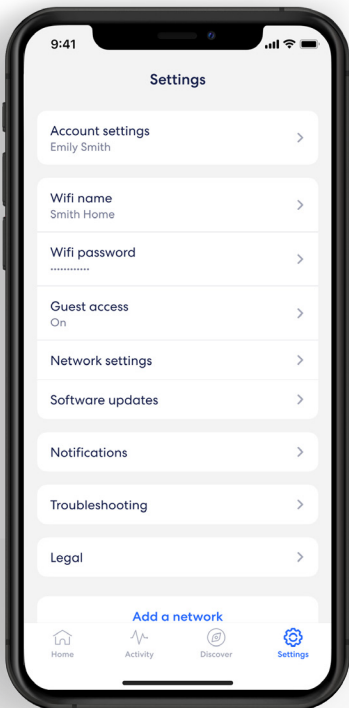 9:41
Settings
Account settings
Emily Smith
Wifi name
Smith Home
Wifi password
••••••••••••
Guest access
On
Network settings
Software updates
Notifications
Troubleshooting
Legal
Add a network
Home Activity Discover Settings